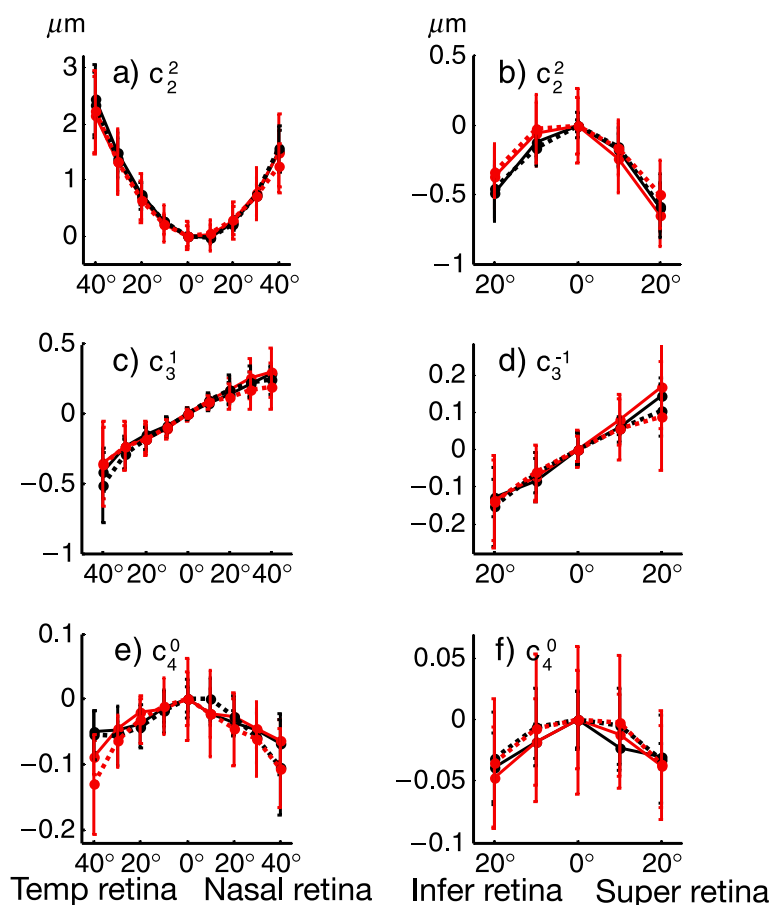 μm μm
a) c₂² b) c₂²
3
2
1
0
0.5
0
−0.5
−1
40° 20° 0° 20° 40°
20° 0° 20°
c) c₃¹ d) c₃⁻¹
0.5
0
−0.5
−1
0.2
0.1
0
−0.1
−0.2
40° 20° 0° 20° 40°
20° 0° 20°
e) c₄⁰ f) c₄⁰
0.1
0
−0.1
−0.2
0.05
0
−0.05
−0.1
40° 20° 0° 20° 40°
20° 0° 20°
Temp retina Nasal retina Infer retina Super retina